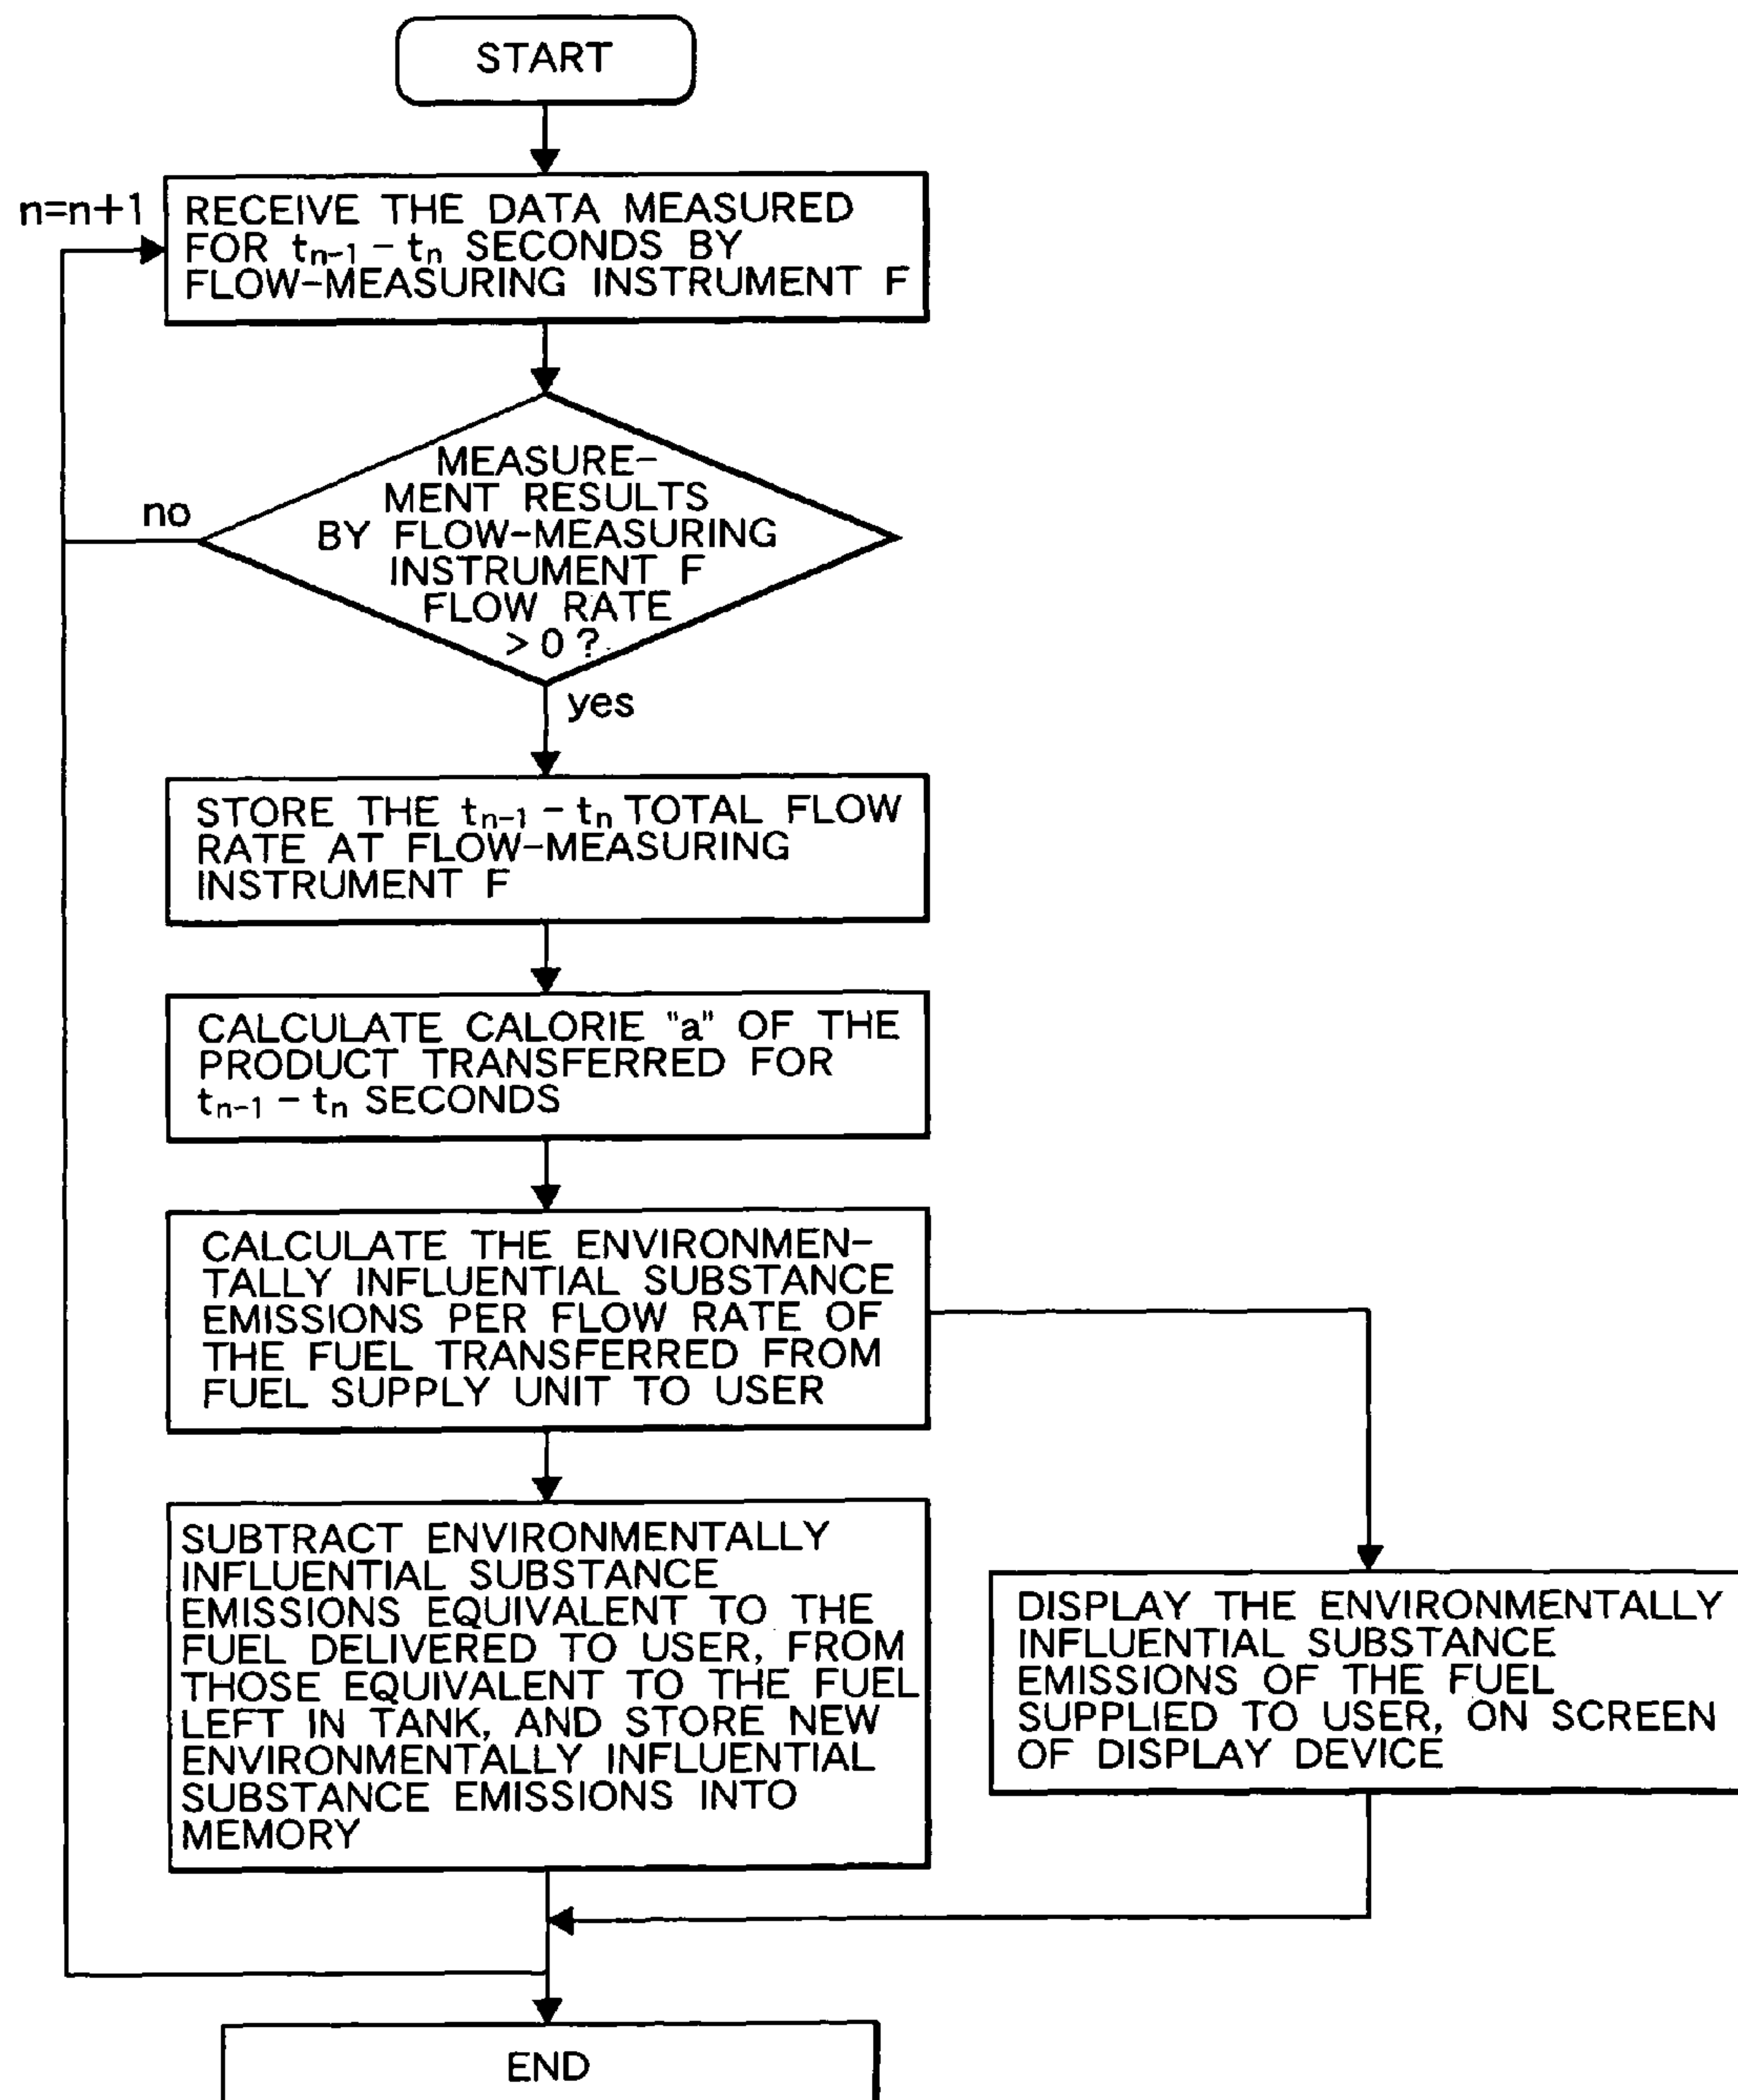 START
n=n+1
RECEIVE THE DATA MEASURED
FOR tn-1 – tn SECONDS BY
FLOW-MEASURING INSTRUMENT F
MEASURE-
MENT RESULTS
BY FLOW-MEASURING
INSTRUMENT F
FLOW RATE
> 0 ?
no
yes
STORE THE tn-1 – tn TOTAL FLOW
RATE AT FLOW-MEASURING
INSTRUMENT F
CALCULATE CALORIE "a" OF THE
PRODUCT TRANSFERRED FOR
tn-1 – tn SECONDS
CALCULATE THE ENVIRONMEN-
TALLY INFLUENTIAL SUBSTANCE
EMISSIONS PER FLOW RATE OF
THE FUEL TRANSFERRED FROM
FUEL SUPPLY UNIT TO USER
SUBTRACT ENVIRONMENTALLY
INFLUENTIAL SUBSTANCE
EMISSIONS EQUIVALENT TO THE
FUEL DELIVERED TO USER, FROM
THOSE EQUIVALENT TO THE FUEL
LEFT IN TANK, AND STORE NEW
ENVIRONMENTALLY INFLUENTIAL
SUBSTANCE EMISSIONS INTO
MEMORY
DISPLAY THE ENVIRONMENTALLY
INFLUENTIAL SUBSTANCE
EMISSIONS OF THE FUEL
SUPPLIED TO USER, ON SCREEN
OF DISPLAY DEVICE
END